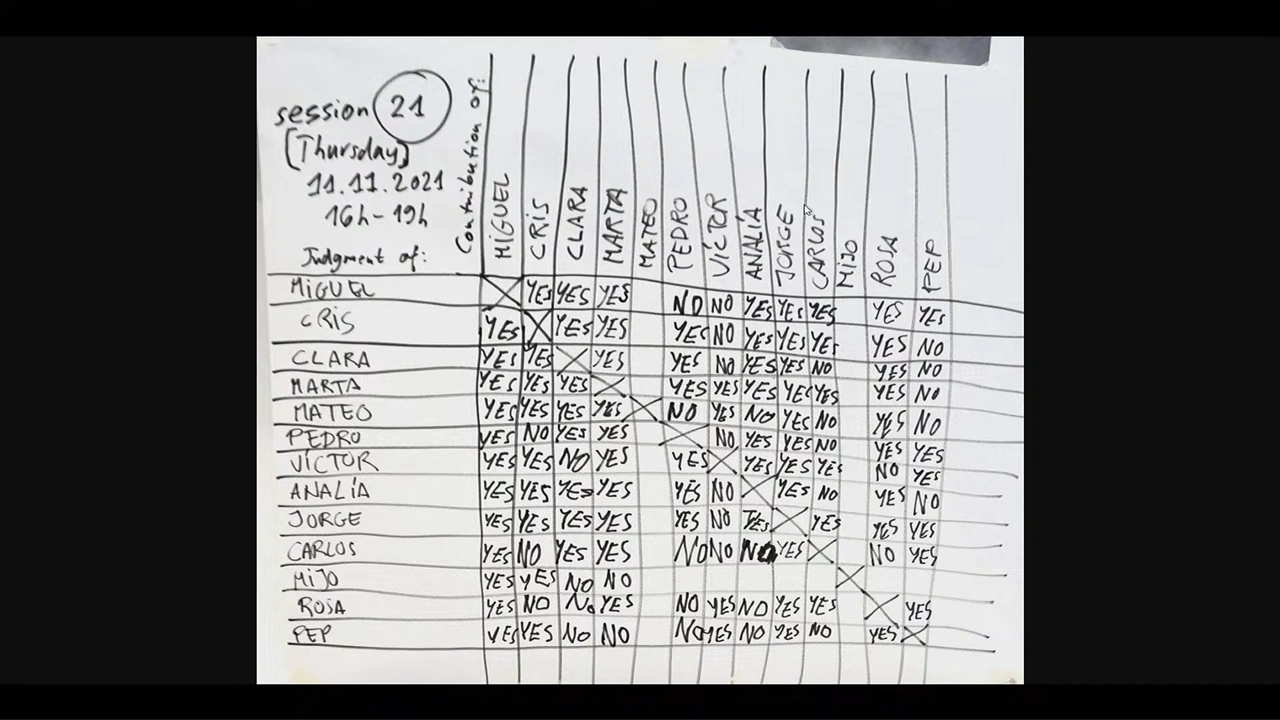 session 21
(Thursday)
11.11.2021
16h-19h
Judgment of:
Contribution of:
MIGUEL CRIS CLARA MARTA MATEO PEDRO VÍCTOR ANALÍA JORGE CARLOS MIJO ROSA PEP
MIGUEL YES YES YES NO NO YES YES YES YES YES
CRIS YES YES YES YES NO YES YES YES YES NO
CLARA YES YES YES YES NO YES YES NO YES NO
MARTA YES YES YES YES YES YES YES YES YES NO
MATEO YES YES YES YES NO YES NO YES NO YES NO
PEDRO YES NO YES YES NO YES YES NO YES YES
VÍCTOR YES YES NO YES YES YES YES YES NO YES
ANALÍA YES YES YES YES YES NO YES NO YES NO
JORGE YES YES YES YES YES NO YES YES YES YES
CARLOS YES NO YES YES NO NO NO YES NO YES
MIJO YES YES NO NO
ROSA YES NO NO YES NO YES NO YES YES YES
PEP YES YES NO NO NO YES NO YES NO YES